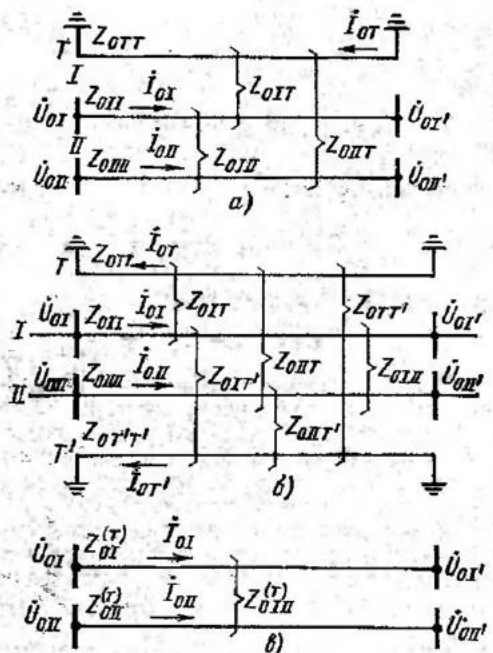 T Z₀TT İ₀T
I
U̇₀I Z₀II İ₀I Z₀IT U̇₀I'
II
U̇₀II Z₀IIII İ₀II Z₀III Z₀IIT U̇₀II'
а)
T Z₀TT İ₀T Z₀IT Z₀TT'
I U̇₀I Z₀II İ₀I U̇₀I'
Z₀IIT
II U̇₀II Z₀IIII İ₀II Z₀IT' Z₀III U̇₀II'
Z₀IIT'
T' Z₀T'T' İ₀T'
в)
U̇₀I Z₀I⁽ᵀ⁾ İ₀I U̇₀I'
U̇₀II Z₀II⁽ᵀ⁾ İ₀II Z₀III⁽ᵀ⁾ U̇₀II'
в)